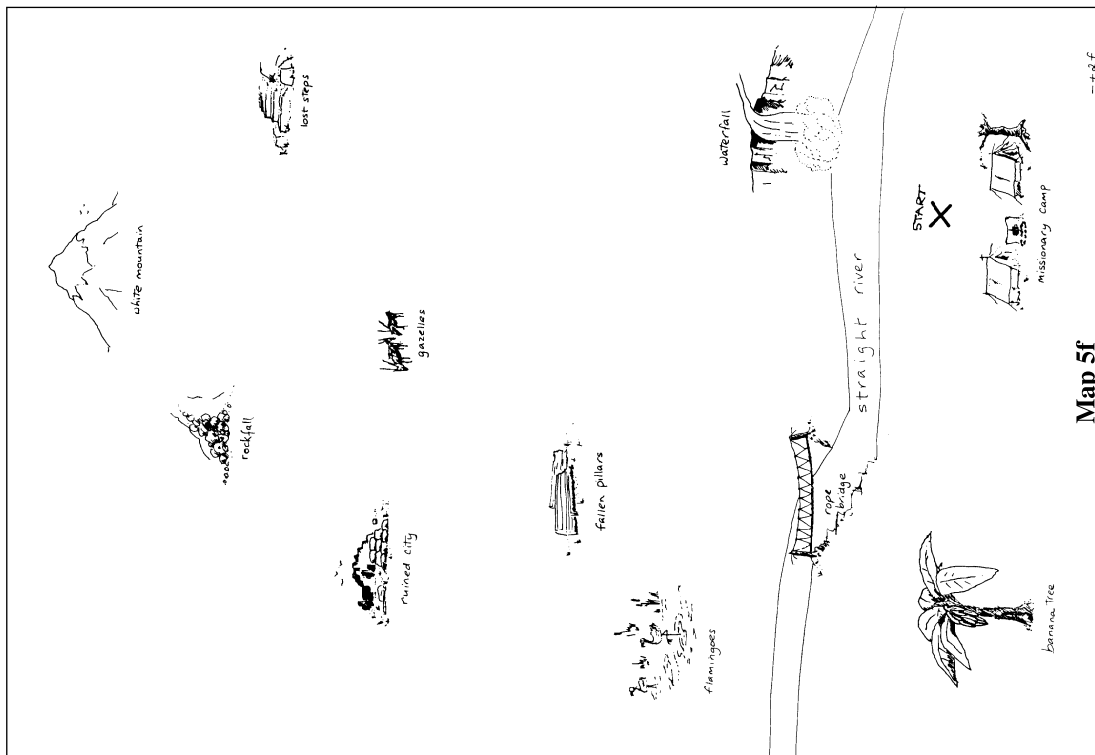 white mountain
lost steps
rockfall
ruined city
gazelles
fallen pillars
flamingoes
waterfall
rope
bridge
straight river
START
X
missionary camp
banana Tree
Map 5f